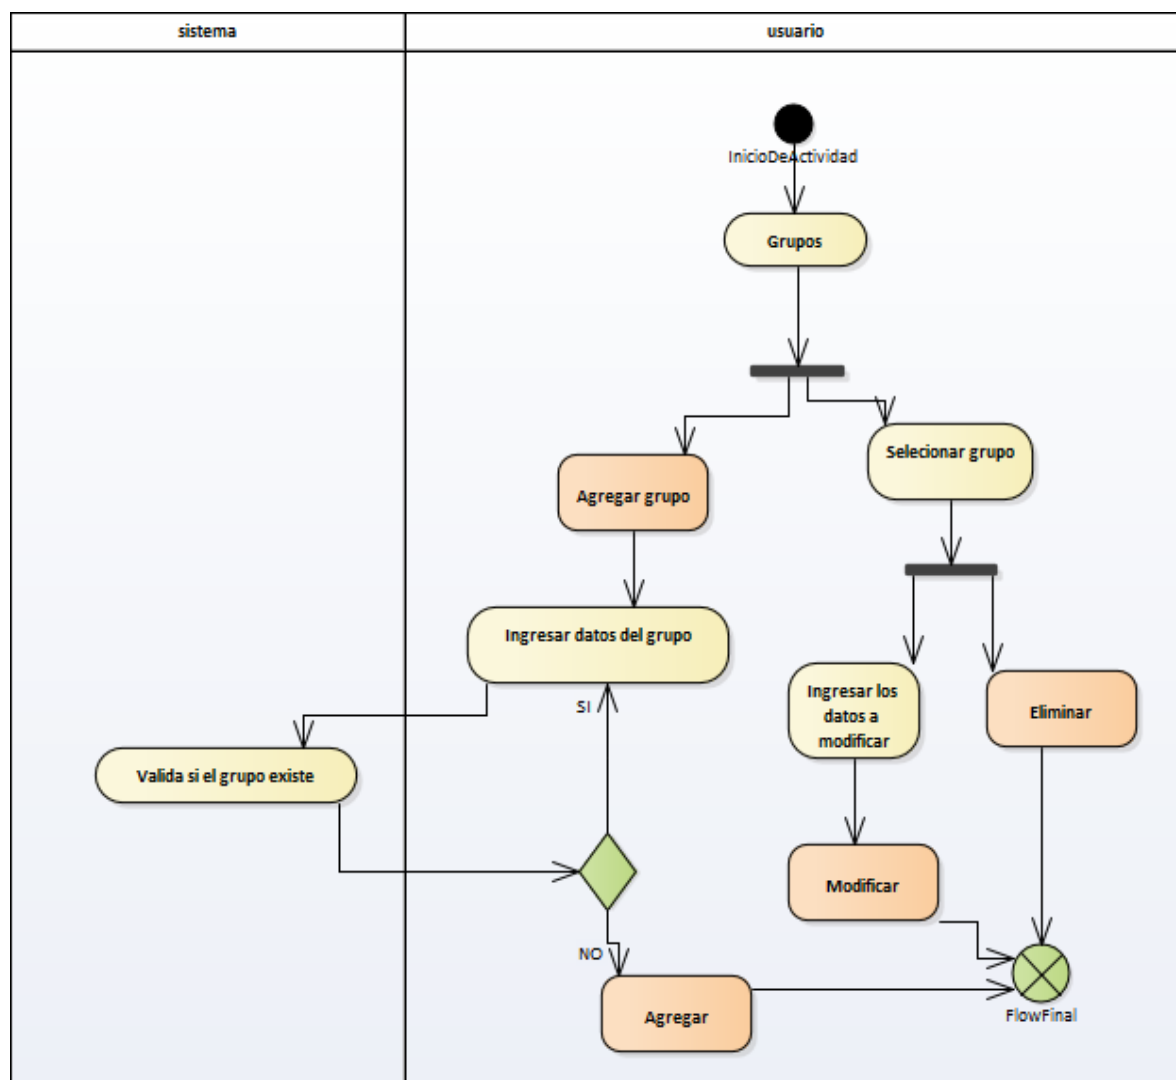 sistema
usuario
InicioDeActividad
Grupos
Selecionar grupo
Agregar grupo
Ingresar datos del grupo
SI
Ingresar los
datos a
modificar
Eliminar
Valida si el grupo existe
Modificar
NO
Agregar
FlowFinal